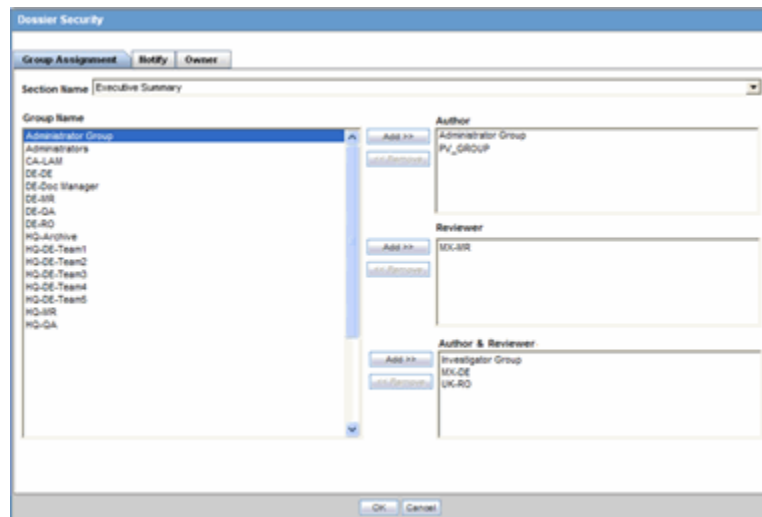 Dossier Security
Group Assignment Notify Owner
Section Name Executive Summary
Group Name
Administrator Group
Administrators
CA-LAM
DE-DE
DE-Doc Manager
DE-MR
DE-QA
DE-RO
HQ-Archive
HQ-DE-Team1
HQ-DE-Team2
HQ-DE-Team3
HQ-DE-Team4
HQ-DE-Team5
HQ-MR
HQ-QA
Add >>
<< Remove
Author
Administrator Group
PV_GROUP
Add >>
<< Remove
Reviewer
MX-MR
Add >>
<< Remove
Author & Reviewer
Investigator Group
MX-DE
UK-RO
OK Cancel